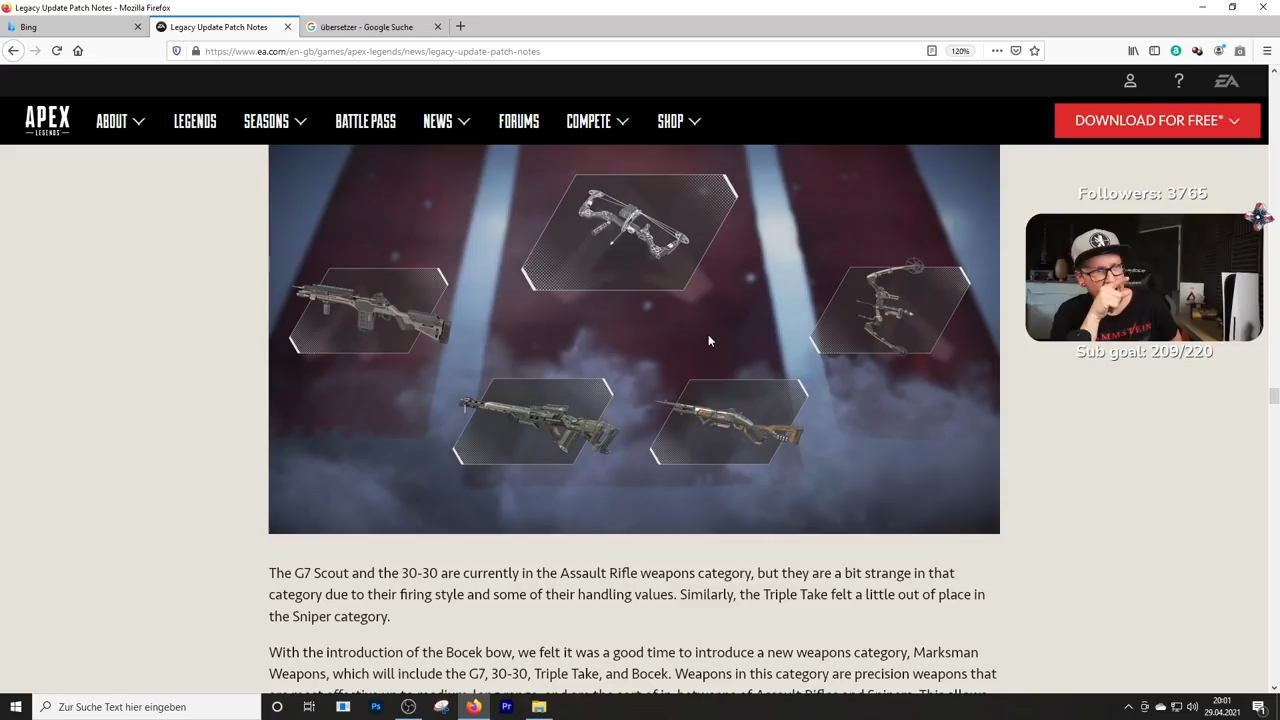 Legacy Update Patch Notes - Mozilla Firefox
Bing
Legacy Update Patch Notes
übersetzer - Google Suche
https://www.ea.com/en-gb/games/apex-legends/news/legacy-update-patch-notes
120%
EA
APEX
LEGENDS
ABOUT
LEGENDS
SEASONS
BATTLE PASS
NEWS
FORUMS
COMPETE
SHOP
DOWNLOAD FOR FREE*
Followers: 3765
Sub goal: 209/220
The G7 Scout and the 30-30 are currently in the Assault Rifle weapons category, but they are a bit strange in that
category due to their firing style and some of their handling values. Similarly, the Triple Take felt a little out of place in
the Sniper category.
With the introduction of the Bocek bow, we felt it was a good time to introduce a new weapons category, Marksman
Weapons, which will include the G7, 30-30, Triple Take, and Bocek. Weapons in this category are precision weapons that
Zur Suche Text hier eingeben
20:01
29.04.2021